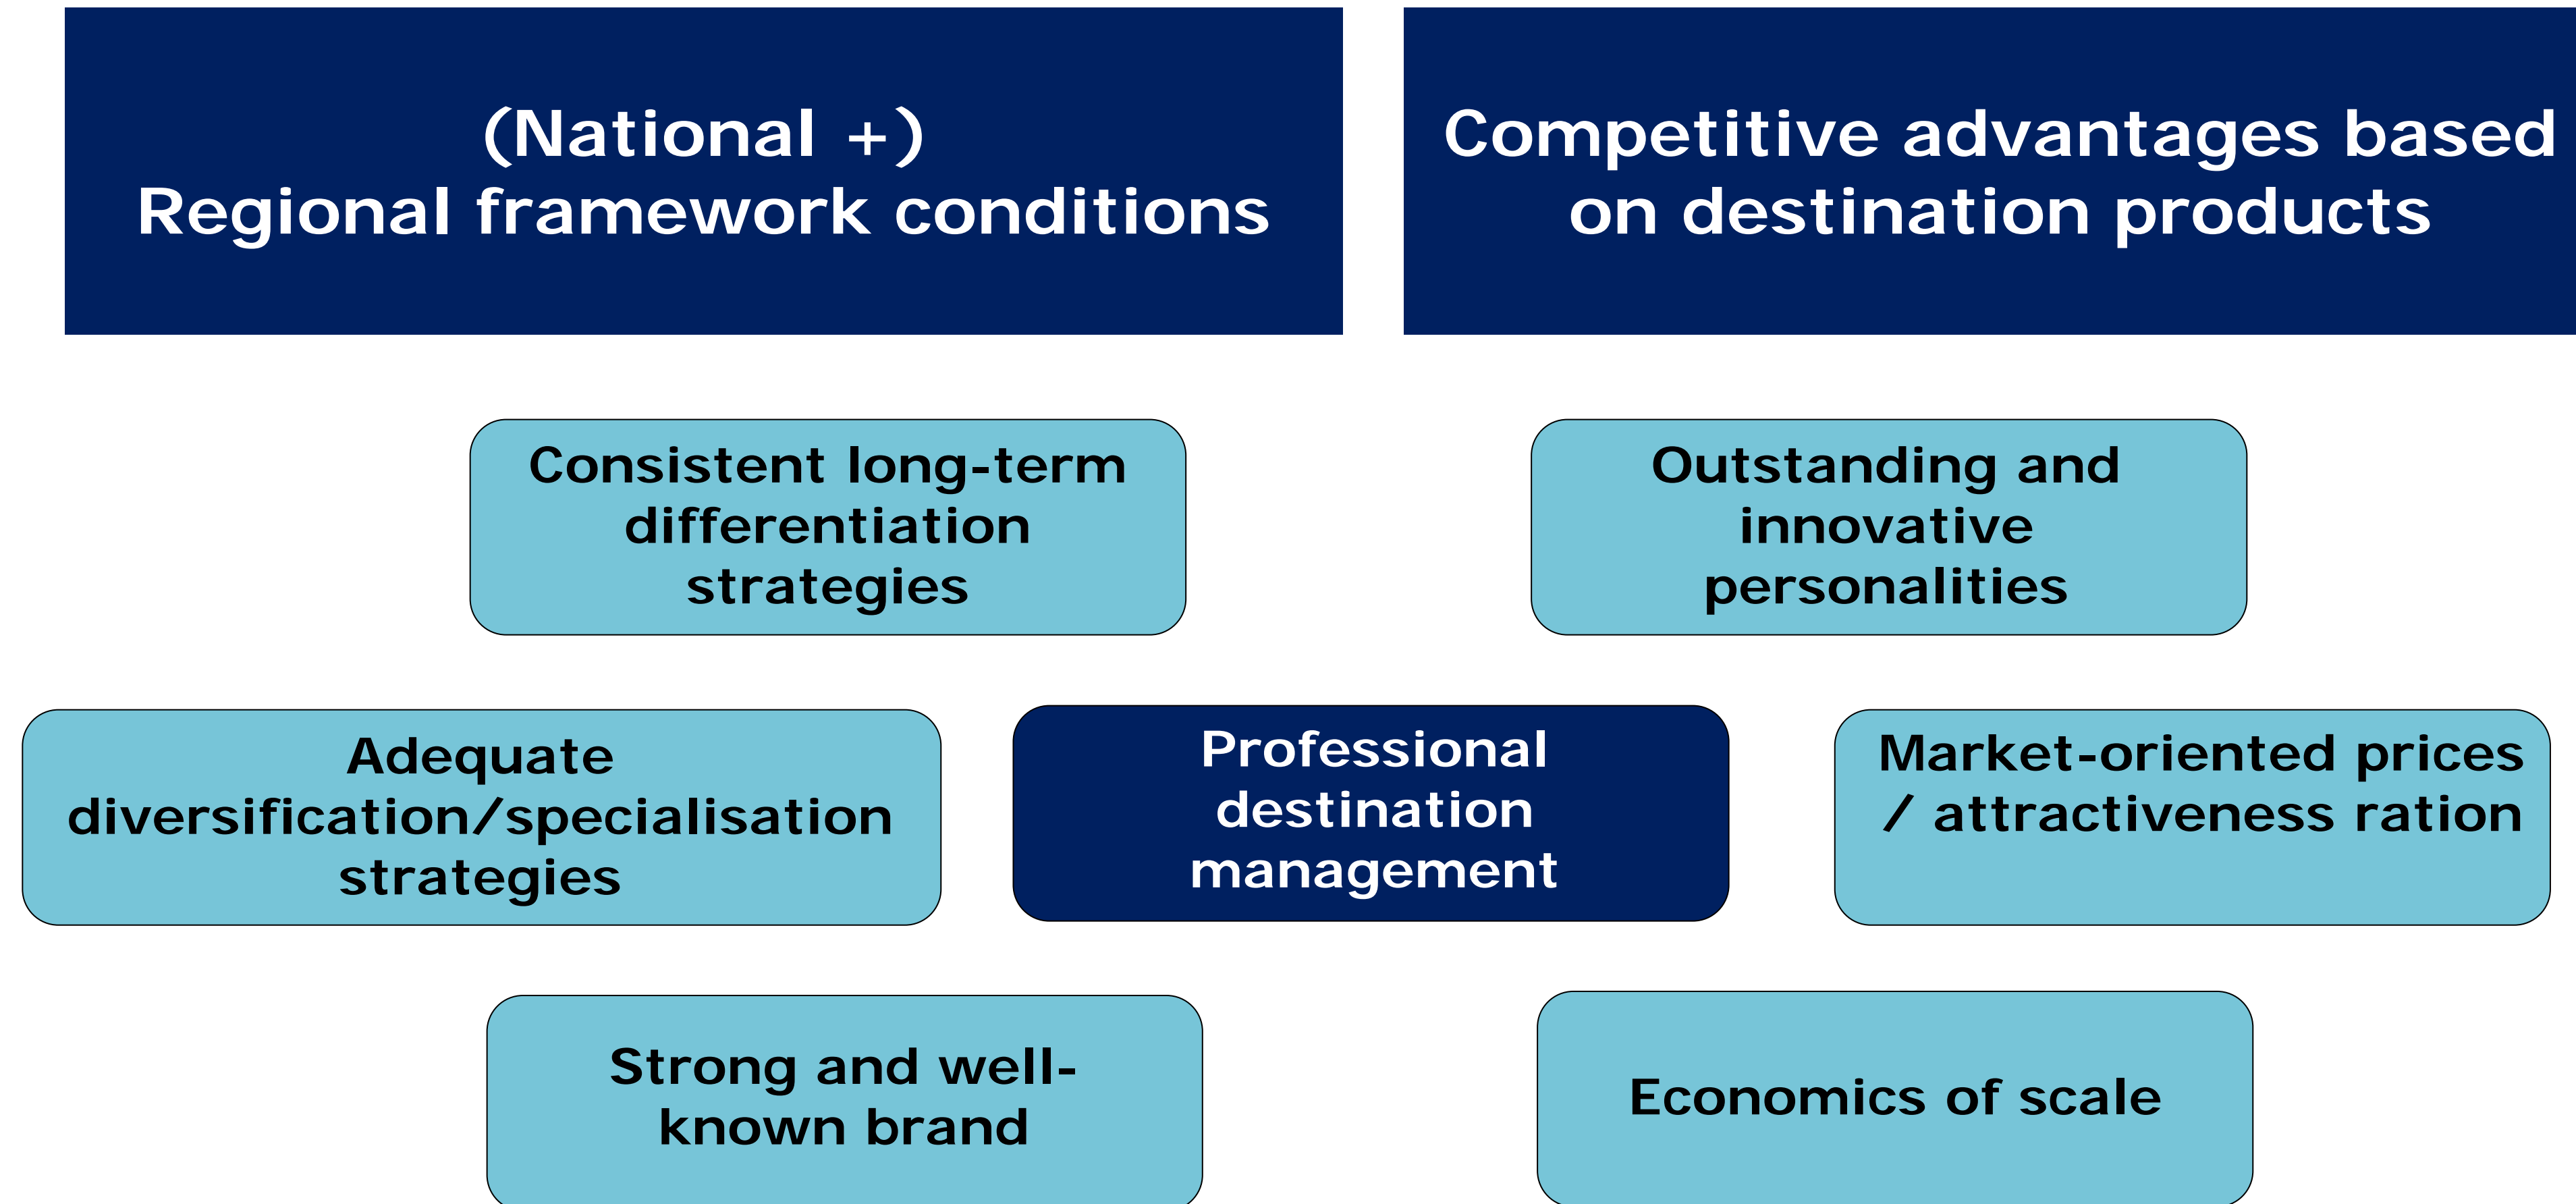 (National +)
Regional framework conditions
Competitive advantages based
on destination products
Consistent long-term
differentiation
strategies
Outstanding and
innovative
personalities
Adequate
diversification/specialisation
strategies
Professional
destination
management
Market-oriented prices
/ attractiveness ration
Strong and well-
known brand
Economics of scale